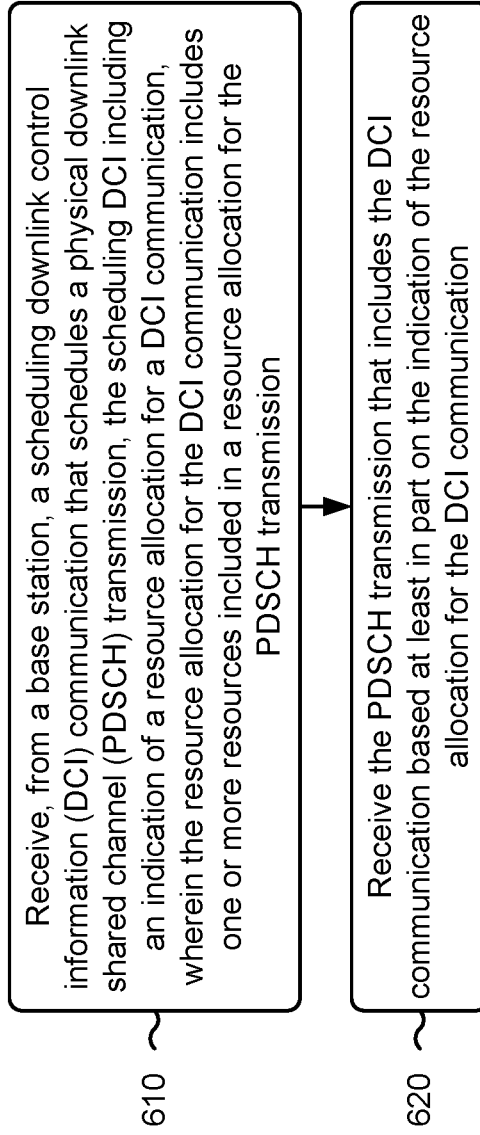 610
Receive, from a base station, a scheduling downlink control
information (DCI) communication that schedules a physical downlink
shared channel (PDSCH) transmission, the scheduling DCI including
an indication of a resource allocation for a DCI communication,
wherein the resource allocation for the DCI communication includes
one or more resources included in a resource allocation for the
PDSCH transmission
620
Receive the PDSCH transmission that includes the DCI
communication based at least in part on the indication of the resource
allocation for the DCI communication